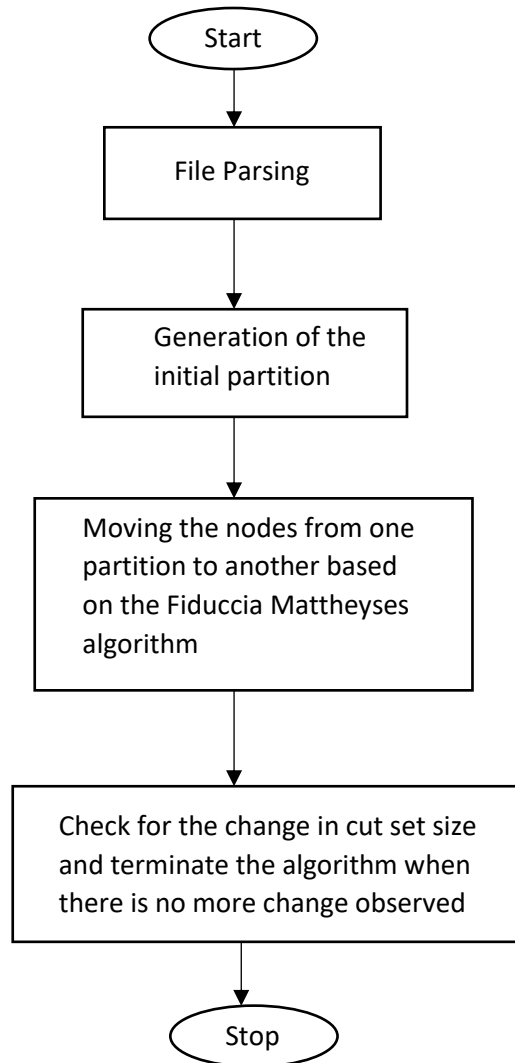 Start
File Parsing
Generation of the
initial partition
Moving the nodes from one
partition to another based
on the Fiduccia Mattheyses
algorithm
Check for the change in cut set size
and terminate the algorithm when
there is no more change observed
Stop